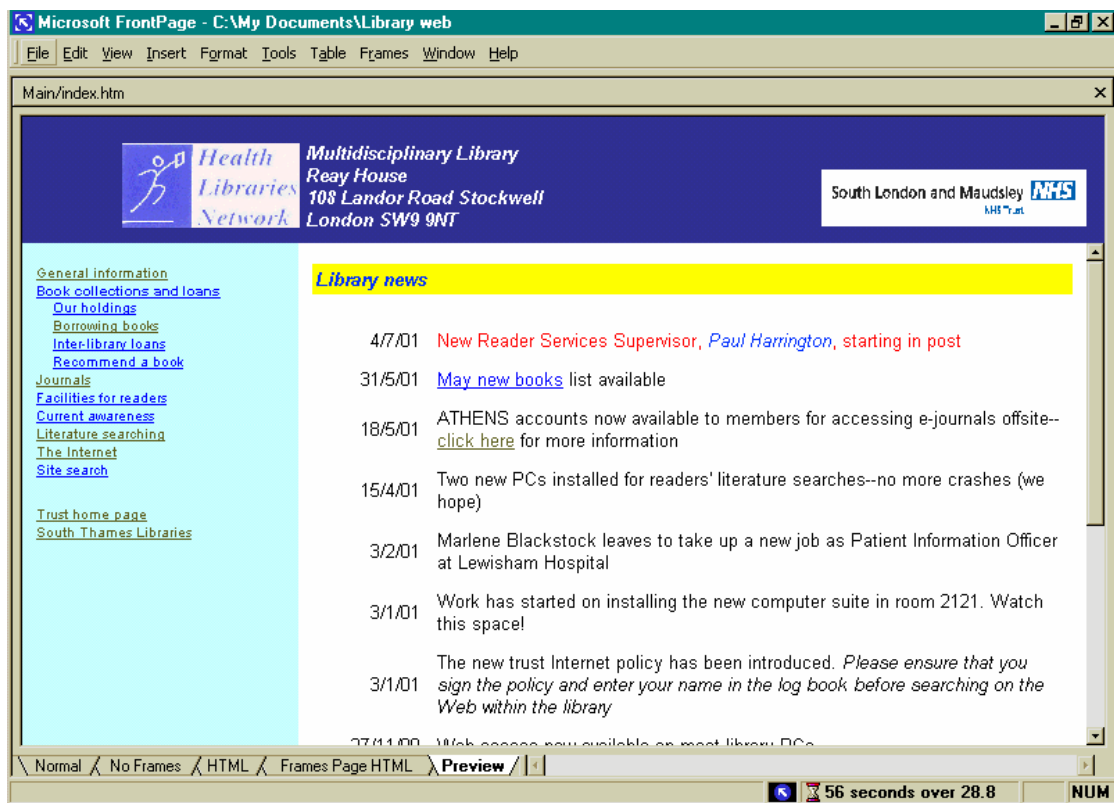 Microsoft FrontPage - C:\My Documents\Library web
File Edit View Insert Format Tools Table Frames Window Help
Main/index.htm
Health
Libraries
Network
Multidisciplinary Library
Reay House
108 Landor Road Stockwell
London SW9 9NT
South London and Maudsley NHS
NHS Trust
General information
Book collections and loans
Our holdings
Borrowing books
Inter-library loans
Recommend a book
Journals
Facilities for readers
Current awareness
Literature searching
The Internet
Site search
Trust home page
South Thames Libraries
Library news
4/7/01 New Reader Services Supervisor, Paul Harrington, starting in post
31/5/01 May new books list available
18/5/01 ATHENS accounts now available to members for accessing e-journals offsite--
click here for more information
15/4/01 Two new PCs installed for readers' literature searches--no more crashes (we
hope)
3/2/01 Marlene Blackstock leaves to take up a new job as Patient Information Officer
at Lewisham Hospital
3/1/01 Work has started on installing the new computer suite in room 2121. Watch
this space!
3/1/01 The new trust Internet policy has been introduced. Please ensure that you
sign the policy and enter your name in the log book before searching on the
Web within the library
Web access now available on most library PCs
Normal No Frames HTML Frames Page HTML Preview
56 seconds over 28.8 NUM